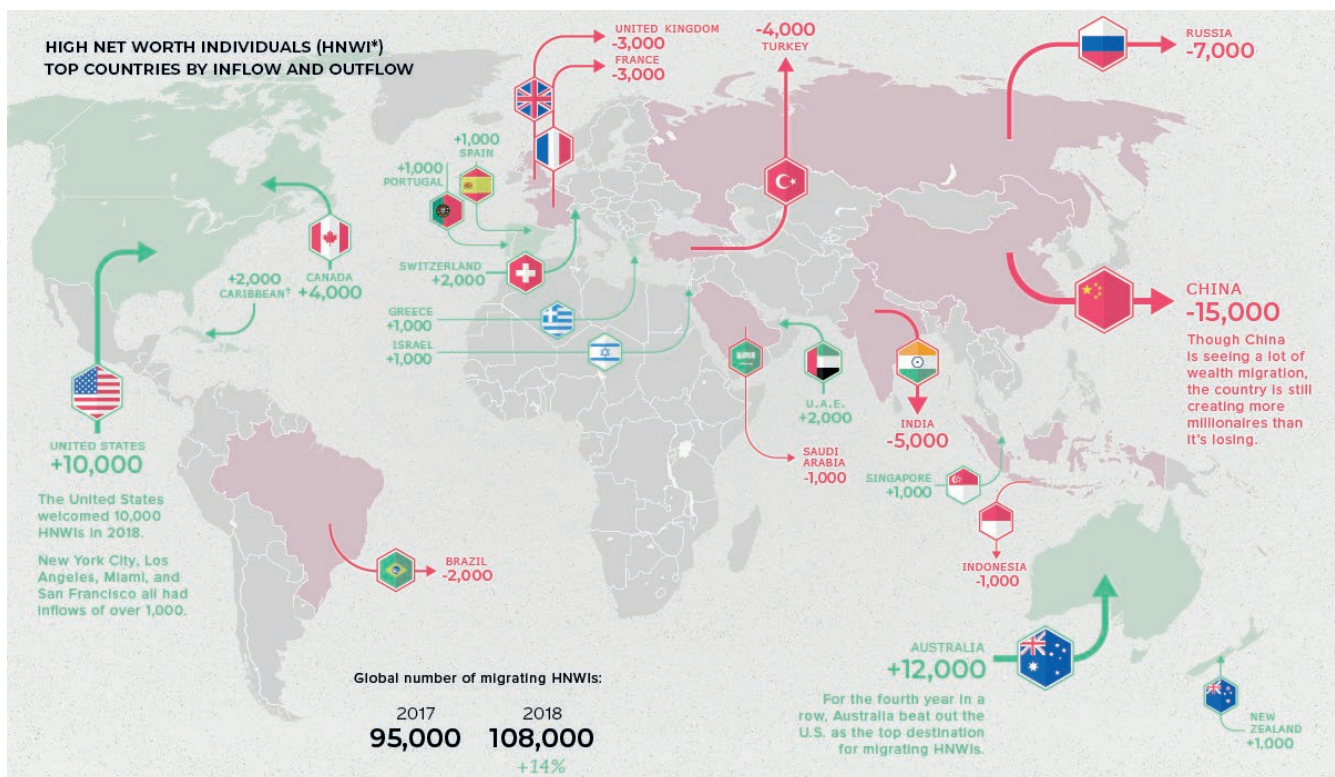 HIGH NET WORTH INDIVIDUALS (HNWI*)
TOP COUNTRIES BY INFLOW AND OUTFLOW
UNITED KINGDOM
-3,000
FRANCE
-3,000
-4,000
TURKEY
RUSSIA
-7,000
+1,000
SPAIN
+1,000
PORTUGAL
SWITZERLAND
+2,000
GREECE
+1,000
ISRAEL
+1,000
+2,000
CARIBBEAN†
CANADA
+4,000
UNITED STATES
+10,000
The United States
welcomed 10,000
HNWIs in 2018.
New York City, Los
Angeles, Miami, and
San Francisco all had
inflows of over 1,000.
CHINA
-15,000
Though China
is seeing a lot of
wealth migration,
the country is still
creating more
millionaires than
it's losing.
U.A.E.
+2,000
INDIA
-5,000
SAUDI
ARABIA
-1,000
SINGAPORE
+1,000
INDONESIA
-1,000
BRAZIL
-2,000
AUSTRALIA
+12,000
For the fourth year in a
row, Australia beat out the
U.S. as the top destination
for migrating HNWIs.
NEW
ZEALAND
+1,000
Global number of migrating HNWIs:
2017 2018
95,000 108,000
+14%